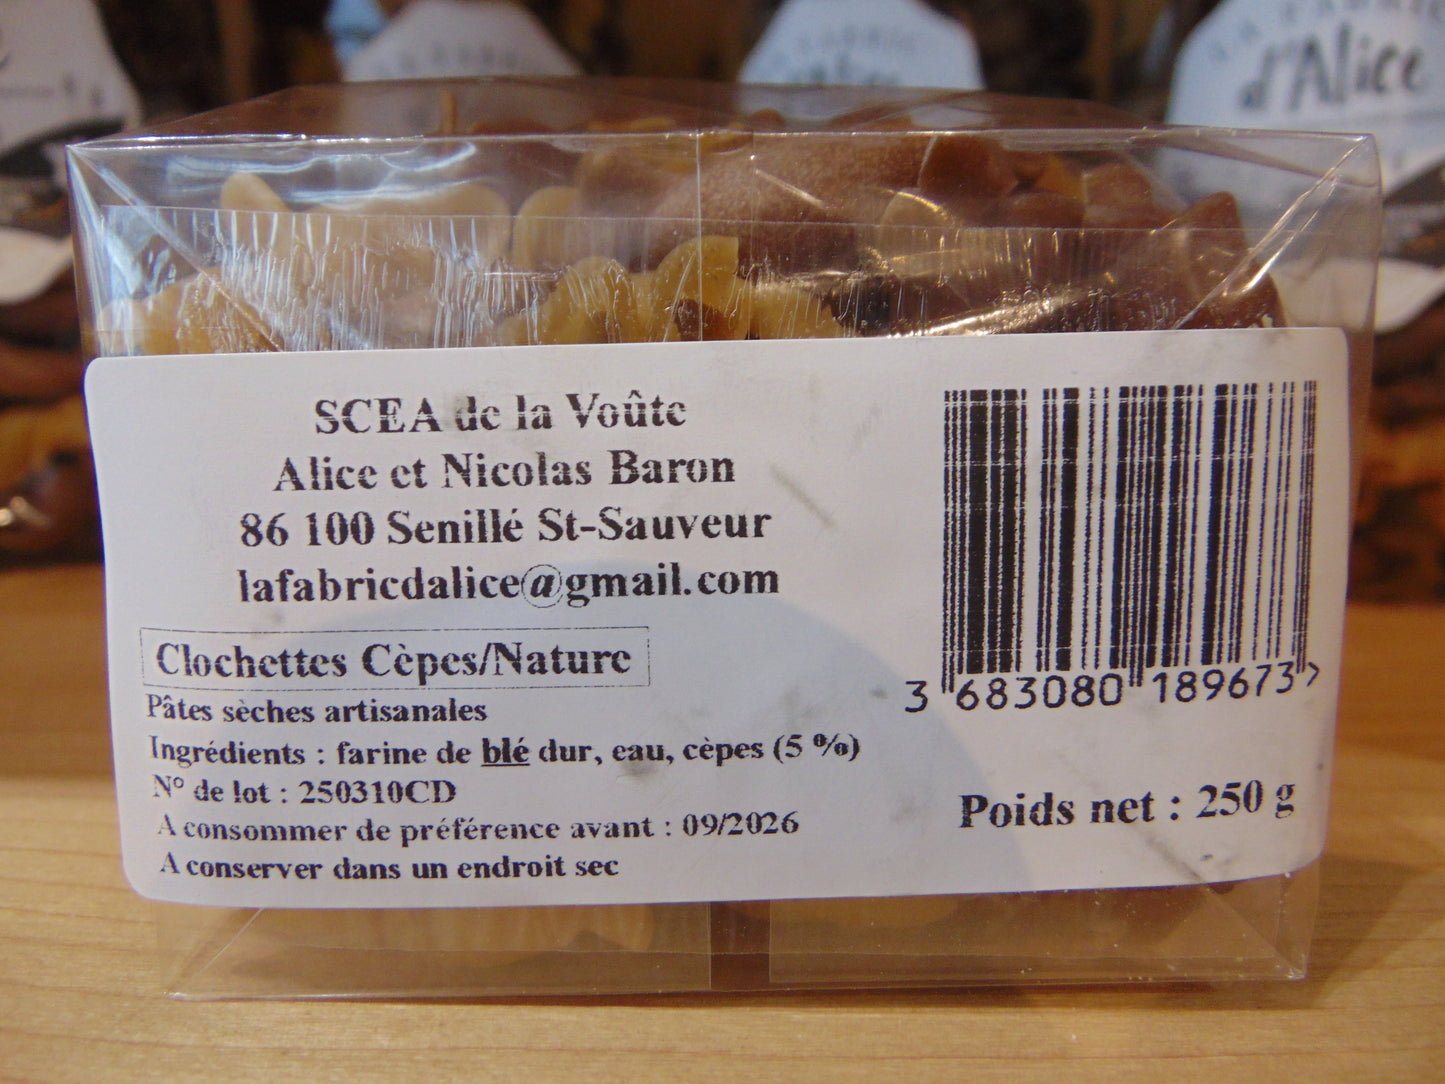 d'Alice
SCEA de la Voûte
Alice et Nicolas Baron
86 100 Senillé St-Sauveur
lafabricdalice@gmail.com
Clochettes Cèpes/Nature
Pâtes sèches artisanales
Ingrédients : farine de blé dur, eau, cèpes (5 %)
N° de lot : 250310CD
A consommer de préférence avant : 09/2026
A conserver dans un endroit sec
3 683080 189673 >
Poids net : 250 g